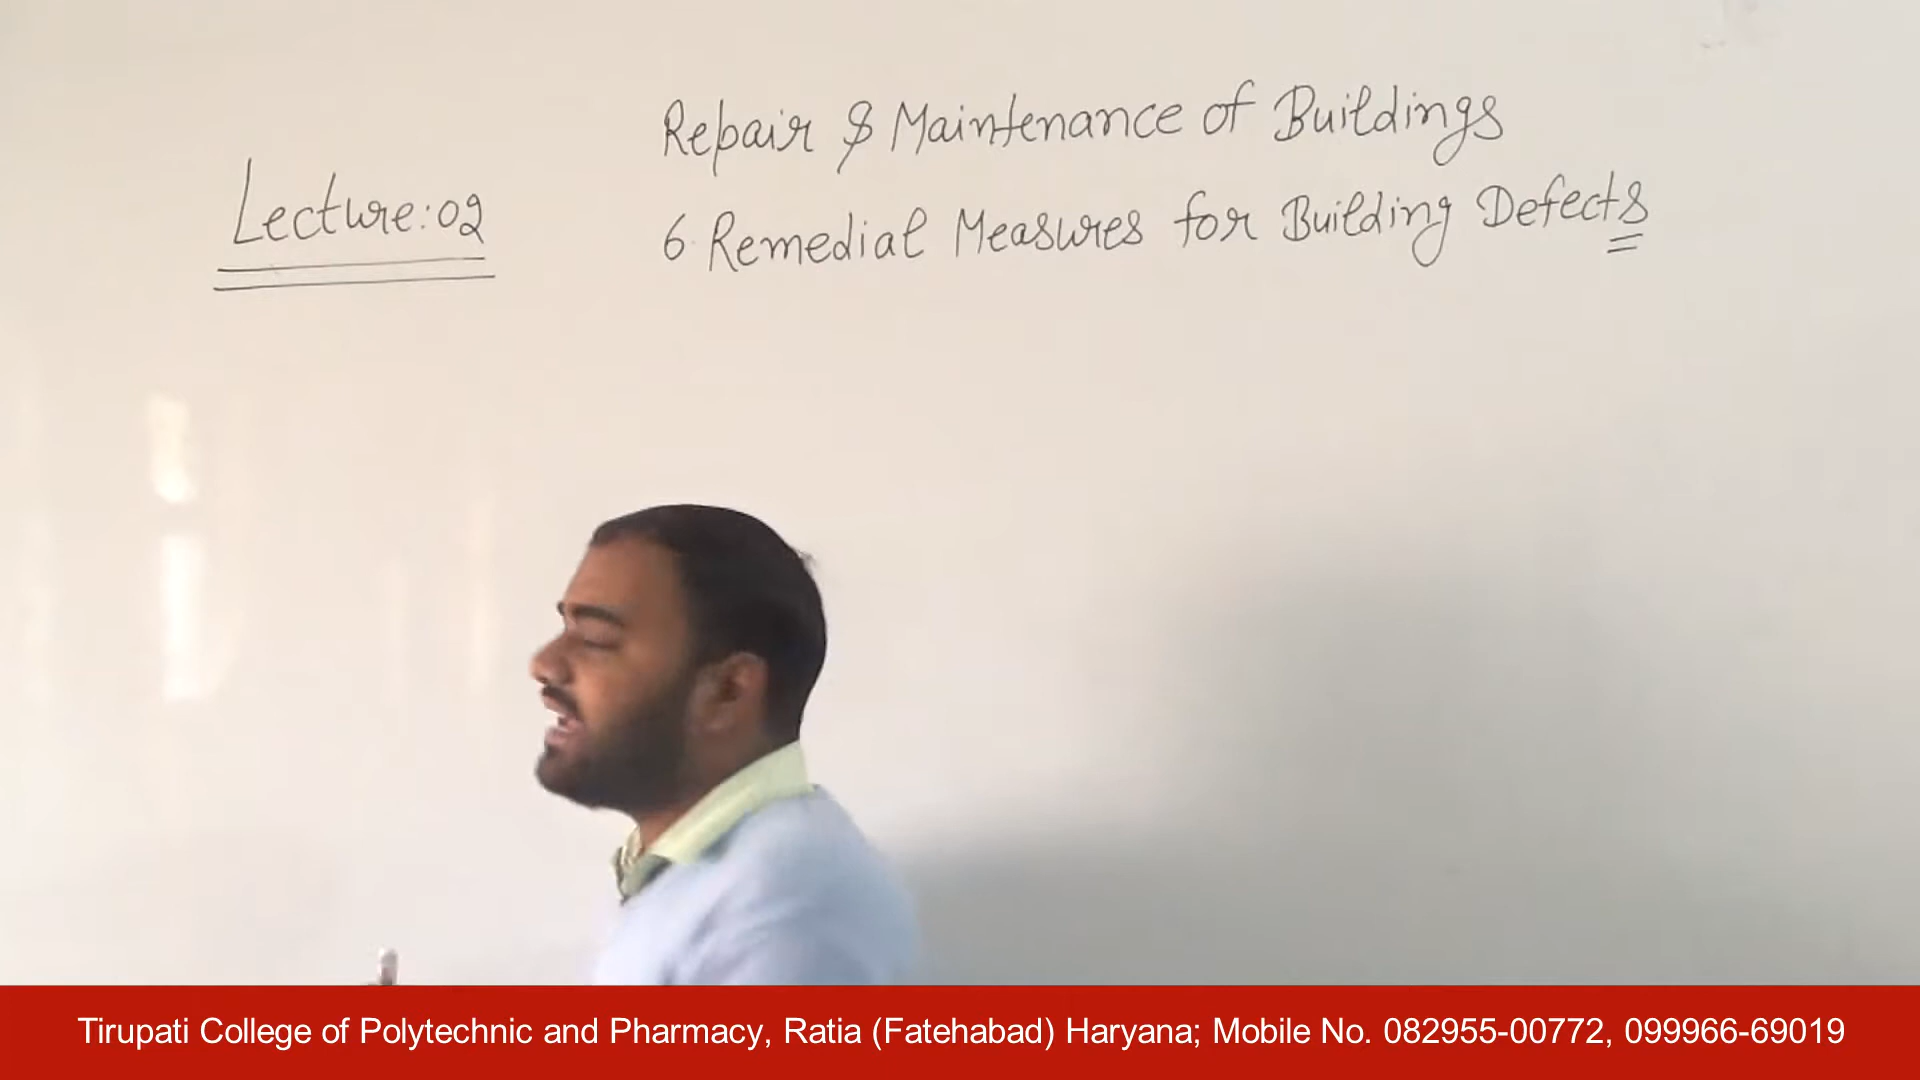 Lecture:02
Repair & Maintenance of Buildings
6. Remedial Measures for Building Defects
Tirupati College of Polytechnic and Pharmacy, Ratia (Fatehabad) Haryana; Mobile No. 082955-00772, 099966-69019